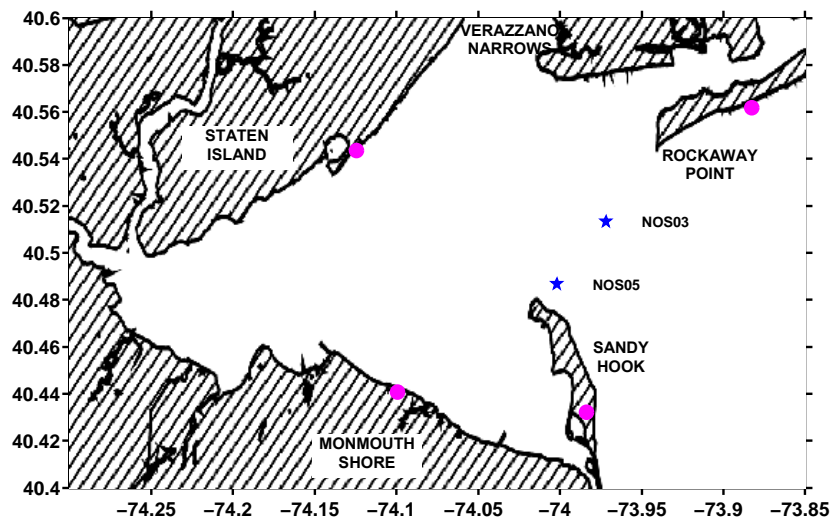 40.6
40.58
40.56
40.54
40.52
40.5
40.48
40.46
40.44
40.42
40.4
VERAZZANO
NARROWS
STATEN
ISLAND
ROCKAWAY
POINT
NOS03
NOS05
SANDY
HOOK
MONMOUTH
SHORE
−74.25 −74.2 −74.15 −74.1 −74.05 −74 −73.95 −73.9 −73.85